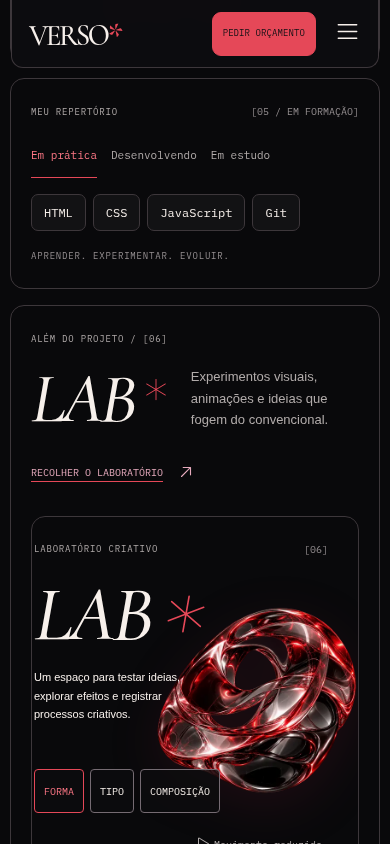 VERSO*
PEDIR ORÇAMENTO
MEU REPERTÓRIO
[05 / EM FORMAÇÃO]
Em prática Desenvolvendo Em estudo
HTML CSS JavaScript Git
APRENDER. EXPERIMENTAR. EVOLUIR.
ALÉM DO PROJETO / [06]
LAB*
Experimentos visuais,
animações e ideias que
fogem do convencional.
RECOLHER O LABORATÓRIO
LABORATÓRIO CRIATIVO
[06]
LAB*
Um espaço para testar ideias,
explorar efeitos e registrar
processos criativos.
FORMA TIPO COMPOSIÇÃO
Movimento reduzido